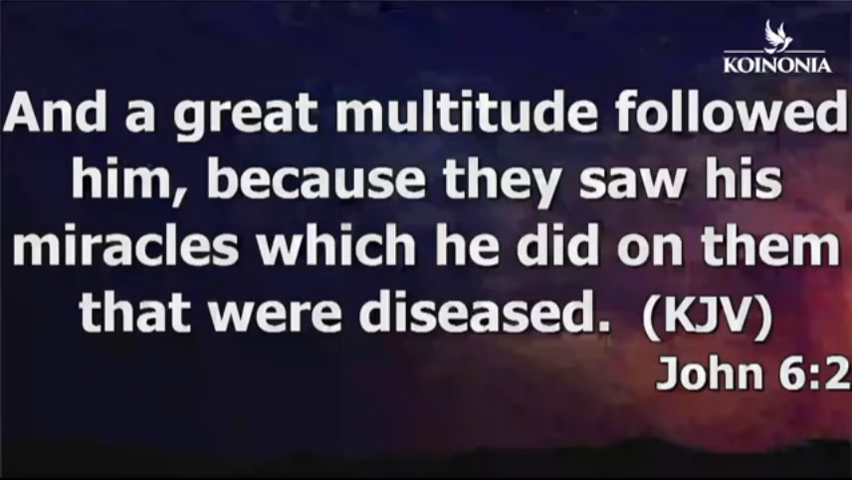 KOINONIA
And a great multitude followed
him, because they saw his
miracles which he did on them
that were diseased. (KJV)
John 6:2